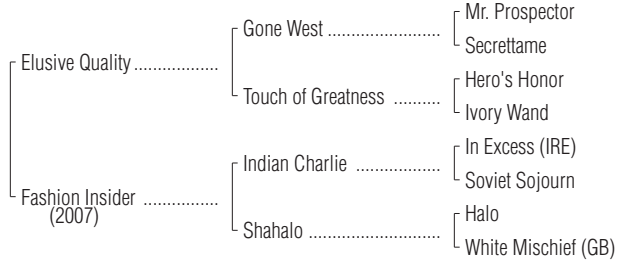 Mr. Prospector
Gone West ......................
Secrettame
Elusive Quality .................
Hero's Honor
Touch of Greatness ..........
Ivory Wand
In Excess (IRE)
Indian Charlie .................
Soviet Sojourn
Fashion Insider ...............
(2007)
Halo
Shahalo ..........................
White Mischief (GB)